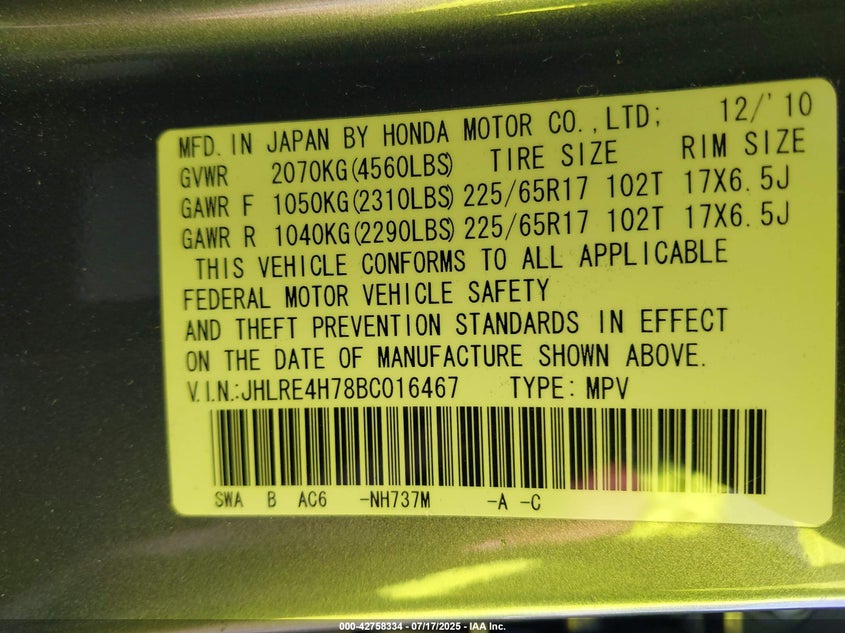 MFD. IN JAPAN BY HONDA MOTOR CO., LTD; 12/'10
GVWR 2070KG(4560LBS) TIRE SIZE RIM SIZE
GAWR F 1050KG(2310LBS) 225/65R17 102T 17X6.5J
GAWR R 1040KG(2290LBS) 225/65R17 102T 17X6.5J
THIS VEHICLE CONFORMS TO ALL APPLICABLE
FEDERAL MOTOR VEHICLE SAFETY
AND THEFT PREVENTION STANDARDS IN EFFECT
ON THE DATE OF MANUFACTURE SHOWN ABOVE.
V.I.N.:JHLRE4H78BC016467 TYPE: MPV
SWA B AC6 -NH737M -A -C
000-42758334 - 07/17/2025 - IAA Inc.